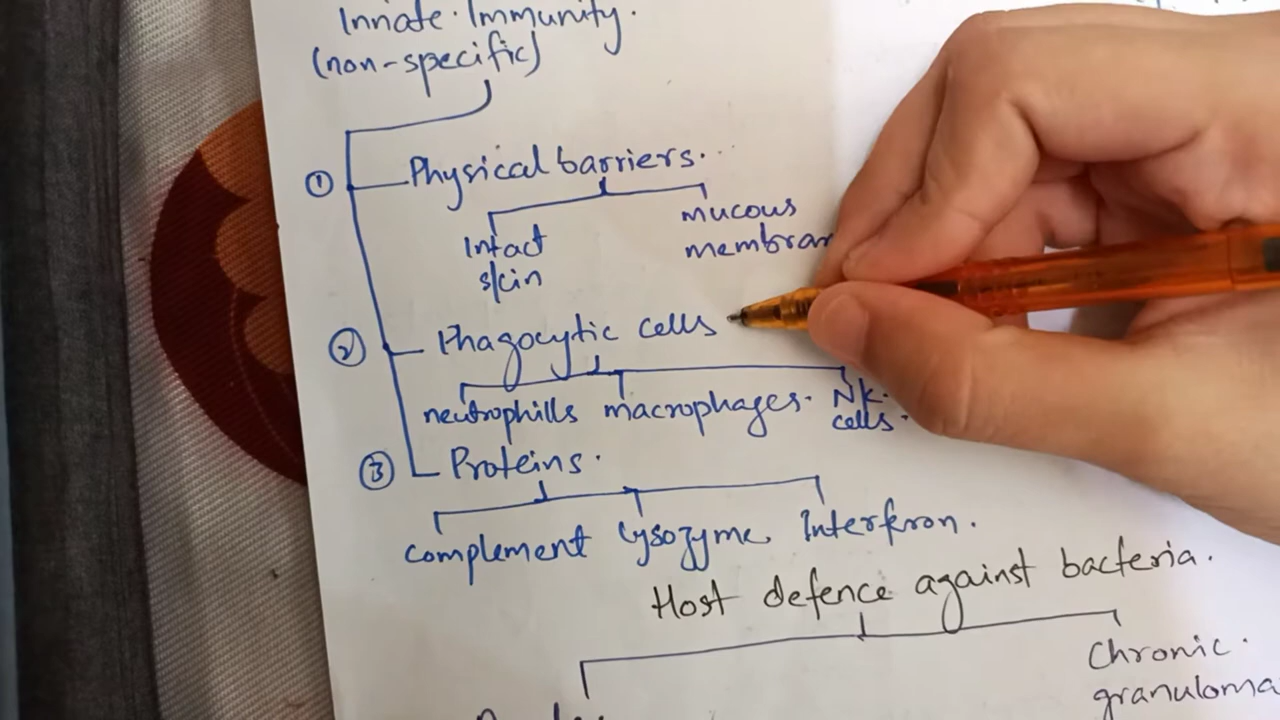 Innate. Immunity.
(non-specific)
① Physical barriers.
Intact
skin
mucous
membran
② Phagocytic cells
neutrophills macrophages. NK.
cells.
③ Proteins.
complement lysozyme Interferon.
Host defence against bacteria.
Chronic.
granuloma